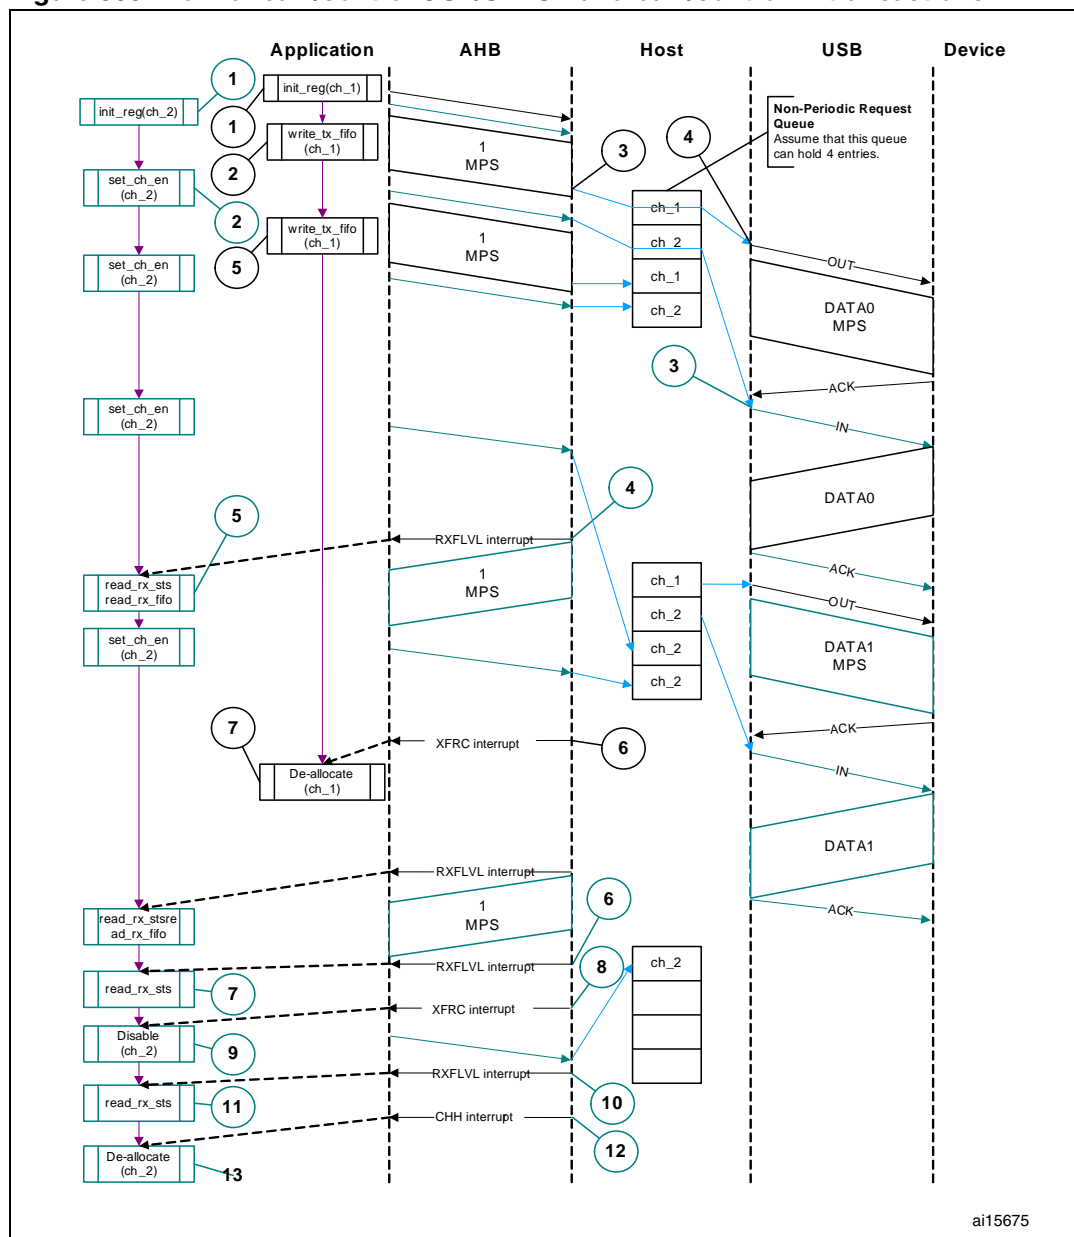 Application AHB Host USB Device
1
init_reg(ch_1)
init_reg(ch_2)
1
Non-Periodic Request
Queue
Assume that this queue
can hold 4 entries.
write_tx_fifo
(ch_1)
1
MPS
3
4
2
set_ch_en
(ch_2)
2
ch_1
write_tx_fifo
(ch_1)
5
1
MPS
ch_2
set_ch_en
(ch_2)
OUT
ch_1
ch_2
DATA0
MPS
3
ACK
set_ch_en
(ch_2)
IN
4
DATA0
5
RXFLVL interrupt
read_rx_sts
read_rx_fifo
1
MPS
ch_1
ACK
OUT
ch_2
set_ch_en
(ch_2)
ch_2
DATA1
MPS
ch_2
7
XFRC interrupt
6
ACK
De-allocate
(ch_1)
IN
DATA1
RXFLVL interrupt
read_rx_stsre
ad_rx_fifo
1
MPS
6
ACK
RXFLVL interrupt
8
ch_2
read_rx_sts
7
XFRC interrupt
Disable
(ch_2)
9
RXFLVL interrupt
read_rx_sts
11
10
CHH interrupt
12
De-allocate
(ch_2)
13
ai15675